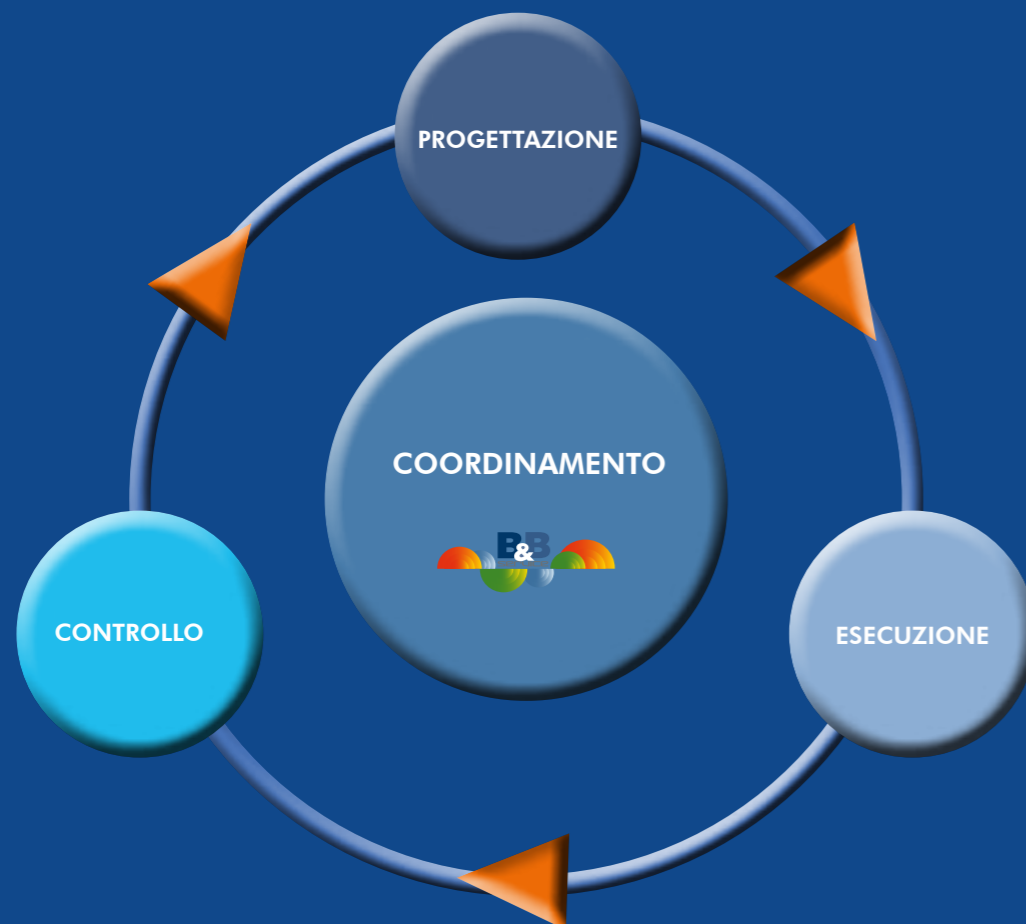 PROGETTAZIONE
COORDINAMENTO
B&B
CONTROLLO
ESECUZIONE